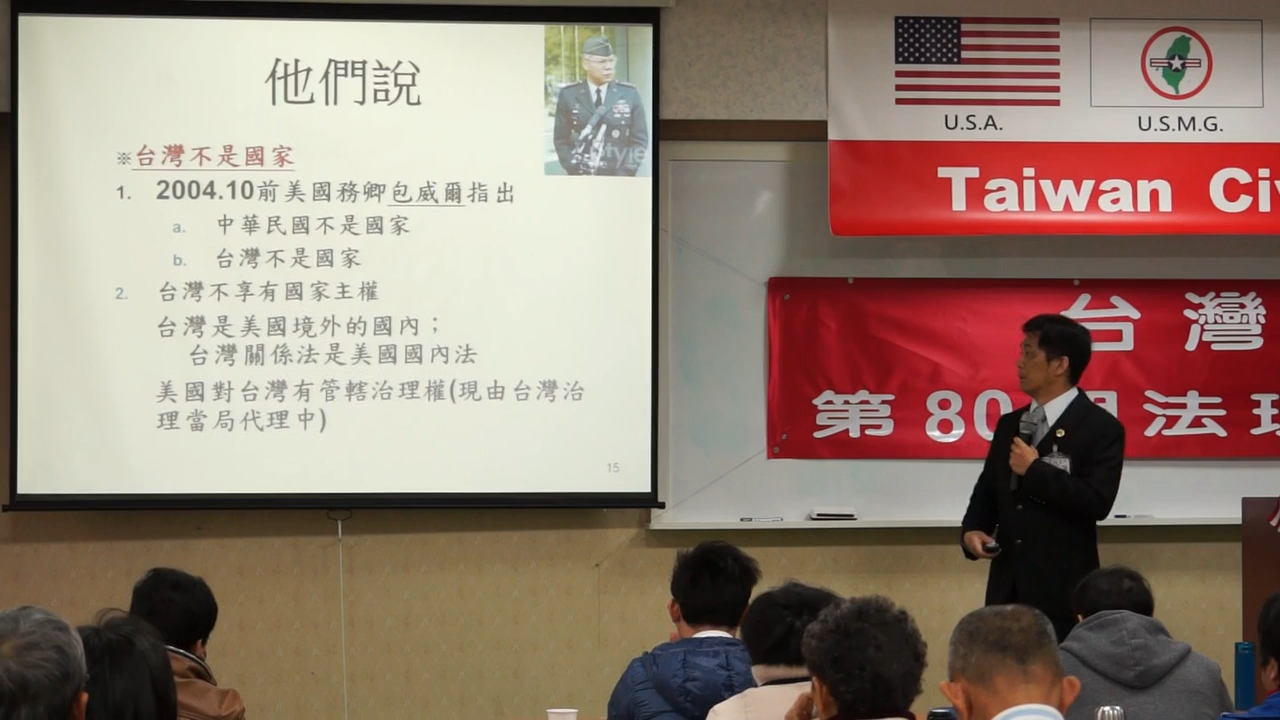 他們說
※台灣不是國家
1. 2004.10前美國務卿包威爾指出
a. 中華民國不是國家
b. 台灣不是國家
2. 台灣不享有國家主權
台灣是美國境外的國內；
台灣關係法是美國國內法
美國對台灣有管轄治理權(現由台灣治
理當局代理中)
15
style
U.S.A.
U.S.M.G.
Taiwan Ci
台灣
第80 法